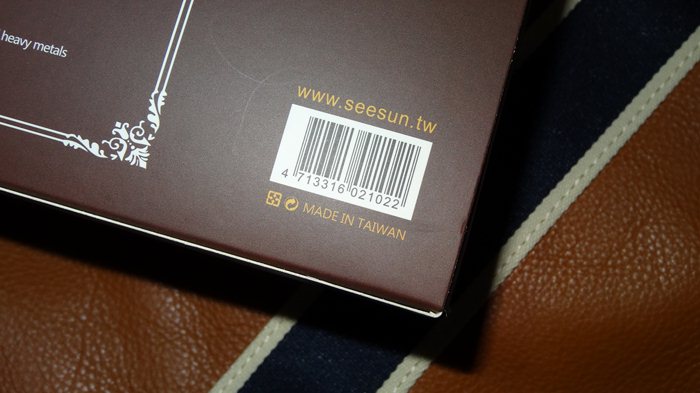 heavy metals
www.seesun.tw
4 713316 021022
MADE IN TAIWAN